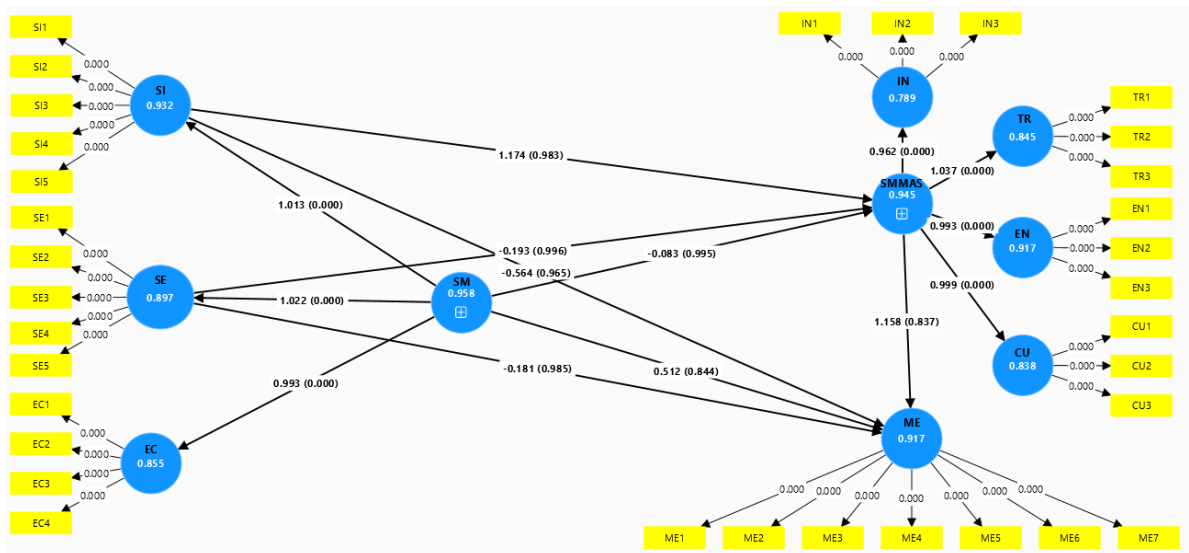 SI1
SI2
SI3
SI4
SI5
0.000
0.000
0.000
0.000
0.000
SI
0.932
SE1
SE2
SE3
SE4
SE5
0.000
0.000
0.000
0.000
0.000
SE
0.897
EC1
EC2
EC3
EC4
0.000
0.000
0.000
0.000
EC
0.855
SM
0.958
1.013 (0.000)
1.022 (0.000)
0.993 (0.000)
1.174 (0.983)
-0.193 (0.996)
-0.564 (0.965)
-0.083 (0.995)
-0.181 (0.985)
0.512 (0.844)
IN1
IN2
IN3
0.000
0.000
0.000
IN
0.789
0.962 (0.000)
SMMAS
0.945
1.037 (0.000)
0.993 (0.000)
0.999 (0.000)
1.158 (0.837)
TR
0.845
0.000
0.000
0.000
TR1
TR2
TR3
EN
0.917
0.000
0.000
0.000
EN1
EN2
EN3
CU
0.838
0.000
0.000
0.000
CU1
CU2
CU3
ME
0.917
0.000
0.000
0.000
0.000
0.000
0.000
0.000
ME1
ME2
ME3
ME4
ME5
ME6
ME7